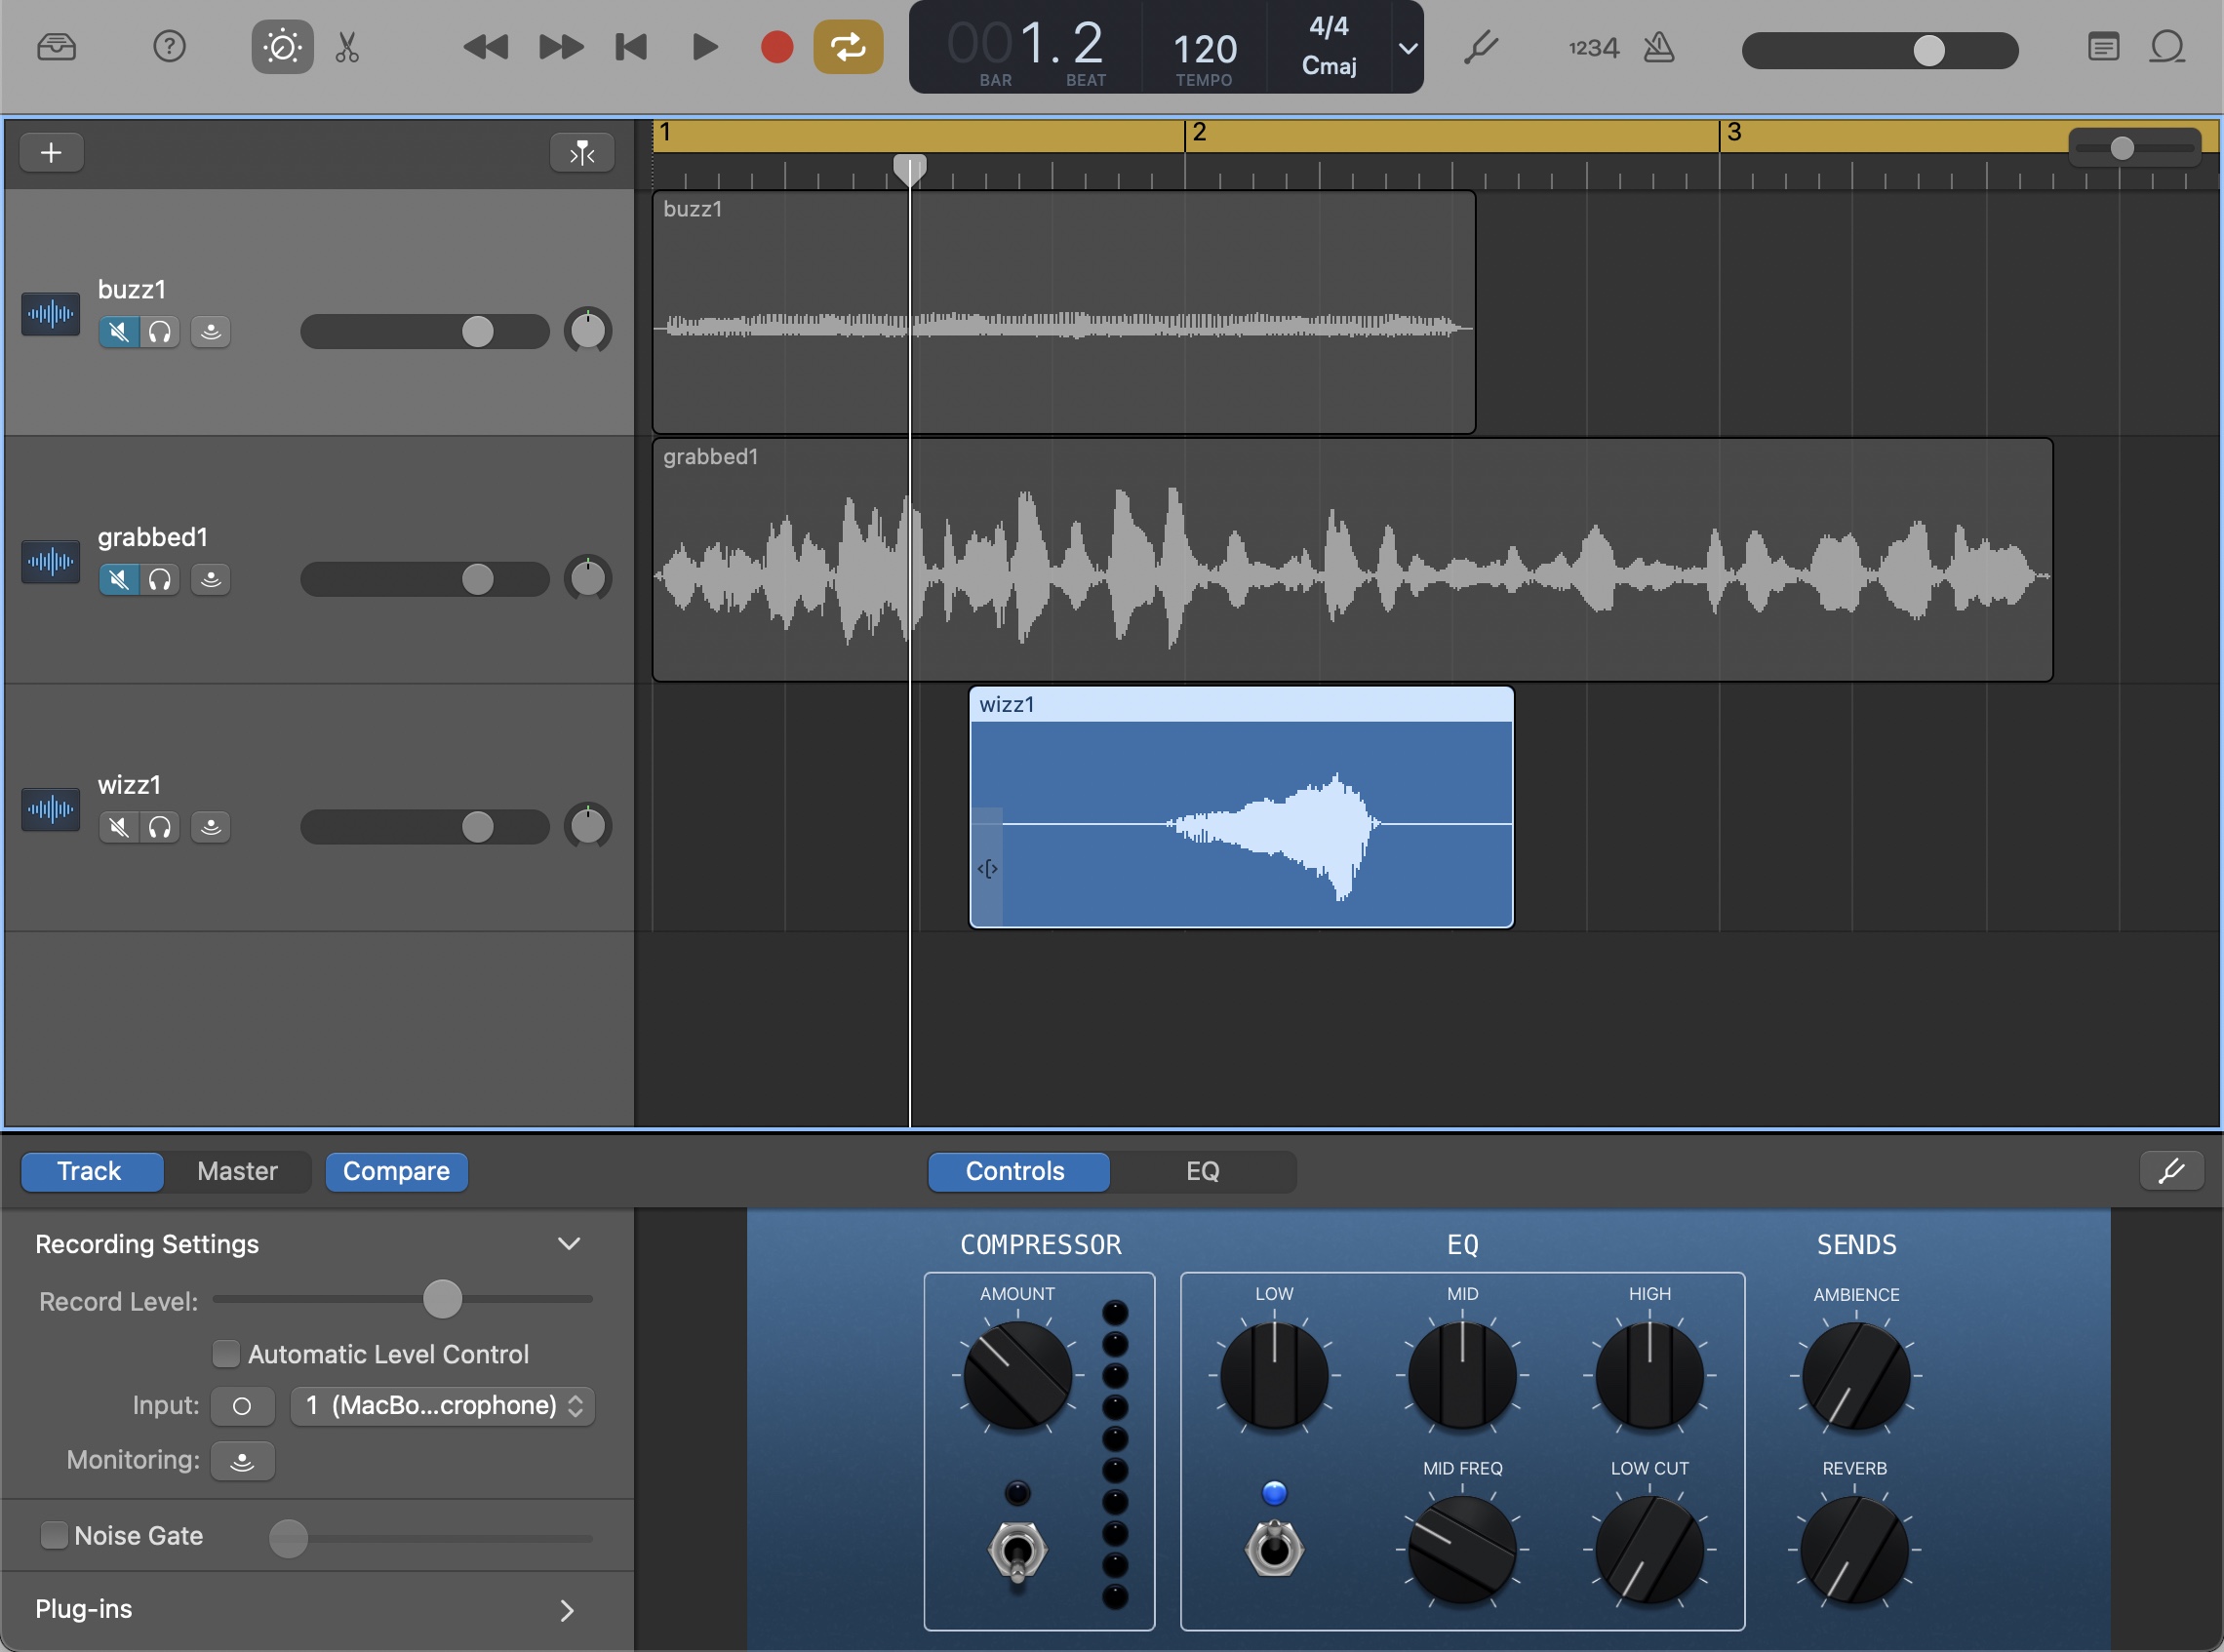 001.2
BAR BEAT
120
TEMPO
4/4
Cmaj
1234
1 2 3
buzz1
buzz1
grabbed1
grabbed1
wizz1
wizz1
Track Master Compare
Controls EQ
Recording Settings
Record Level:
Automatic Level Control
Input: 1 (MacBo...crophone)
Monitoring:
Noise Gate
Plug-ins
COMPRESSOR
AMOUNT
EQ
LOW MID HIGH
MID FREQ LOW CUT
SENDS
AMBIENCE
REVERB